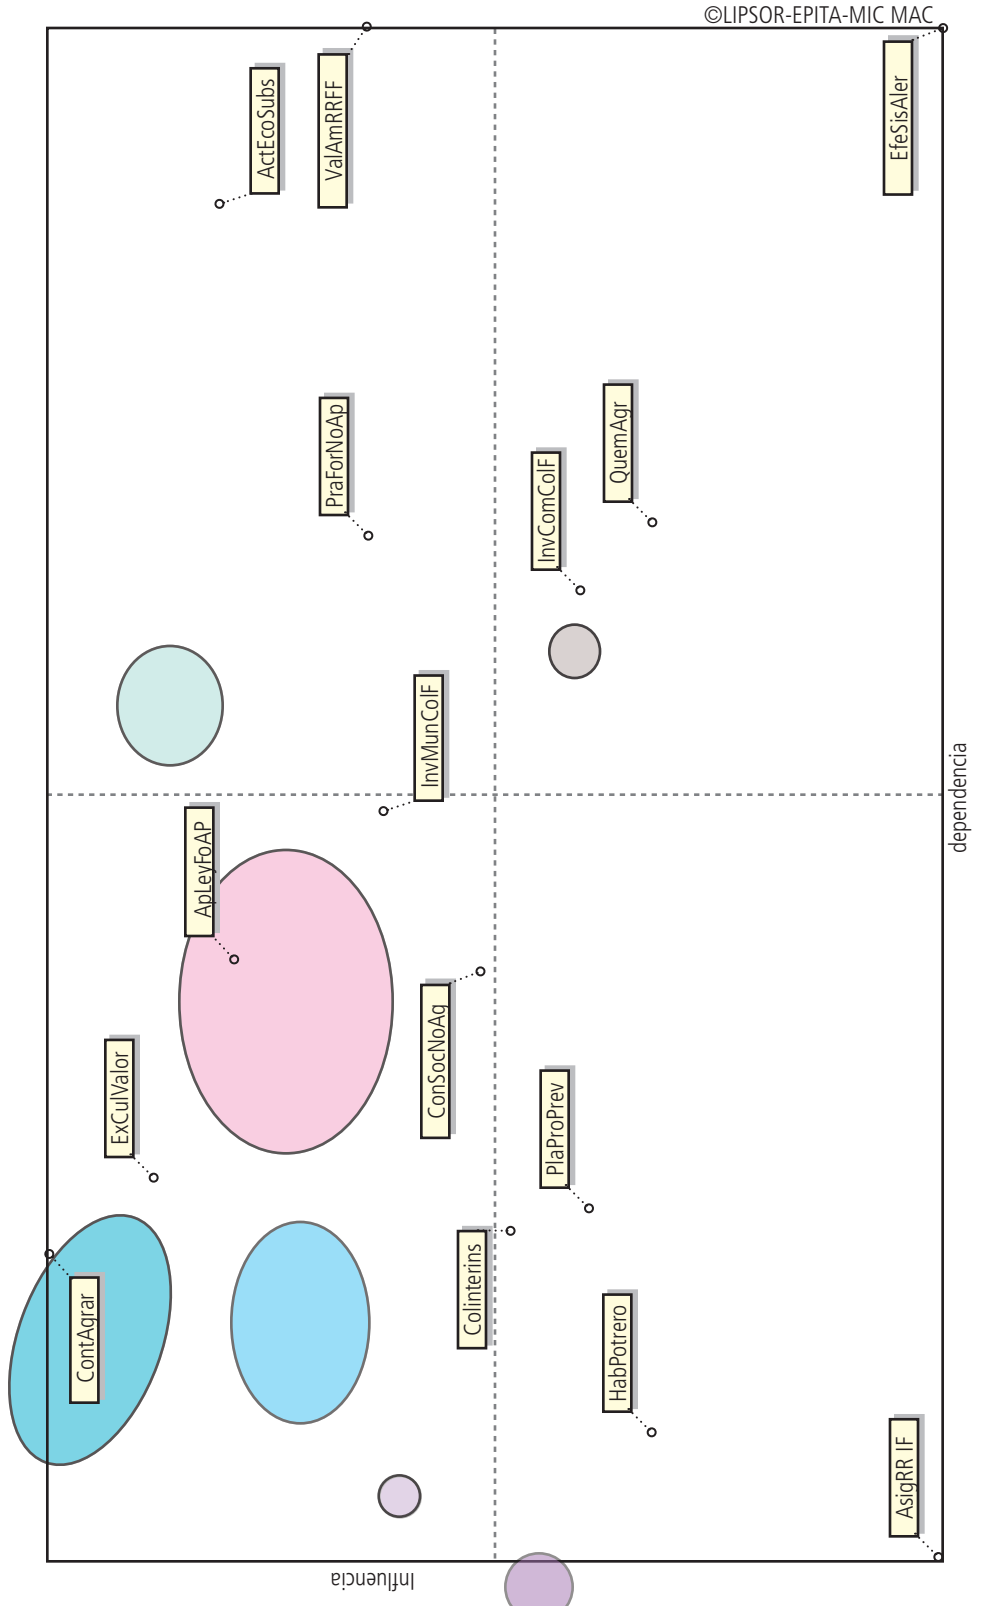 ©LIPSOR-EPITA-MIC MAC
EfeSisAler
ActEcoSubs
ValAmRRFF
PraForNoAp
QuemAgr
InvComColF
InvMunColF
dependencia
ApLeyFoAP
ConSocNoAg
ExCulValor
PlaProPrev
Colinterins
ContAgrar
HabPotrero
AsigRR IF
Influencia